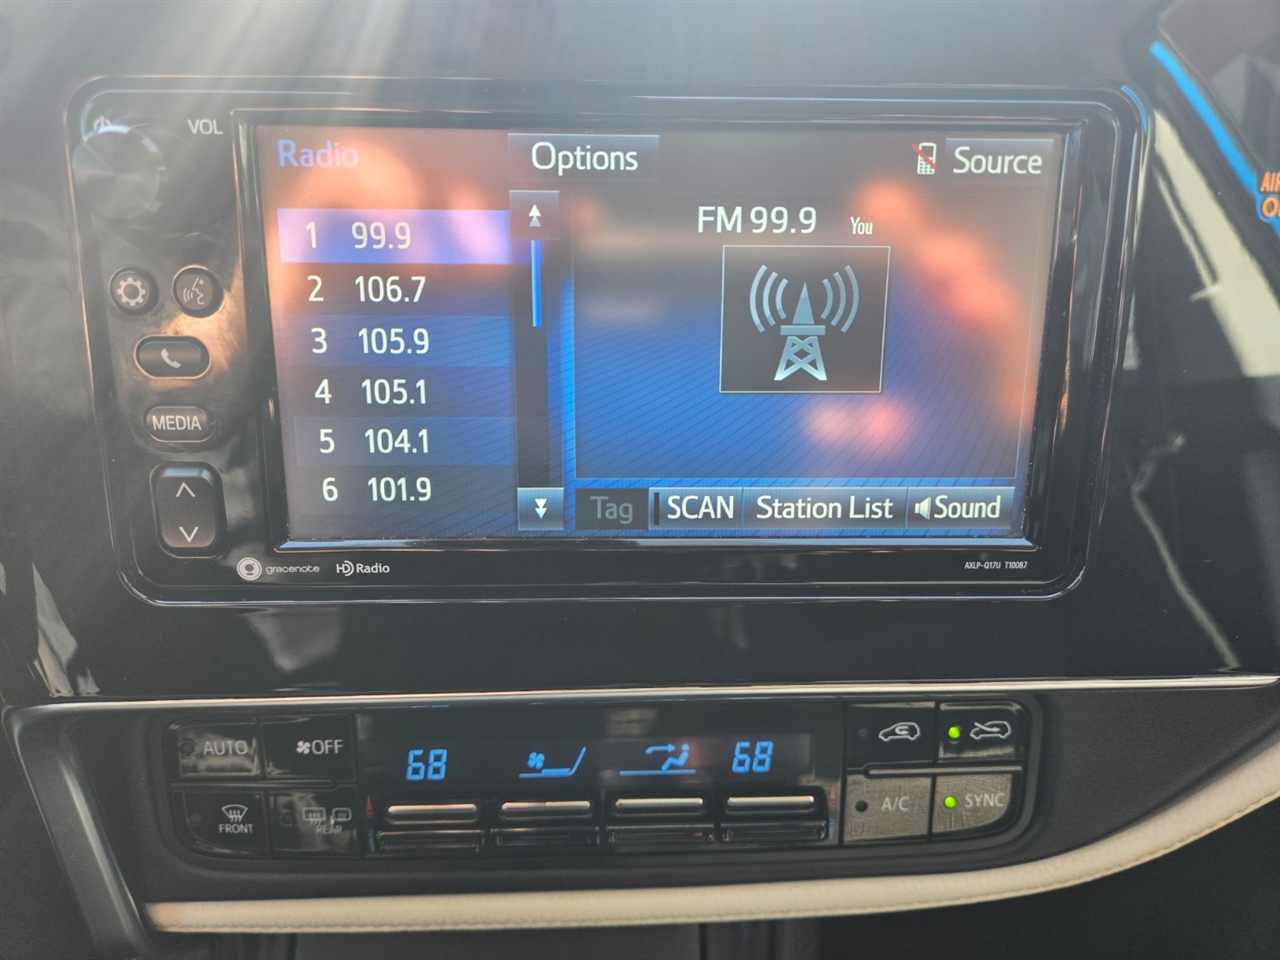 VOL
Radio
Options
Source
1 99.9
2 106.7
3 105.9
4 105.1
5 104.1
6 101.9
FM 99.9 You
MEDIA
Tag
SCAN
Station List
Sound
gracenote
HD Radio
AXLP-Q17U T10087
AUTO
OFF
68
68
FRONT
REAR
A/C
SYNC